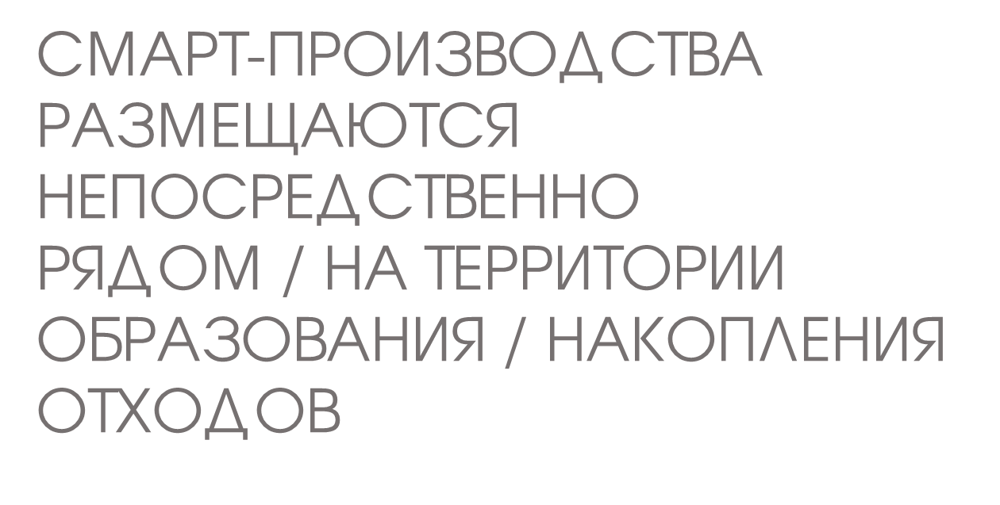 СМАРТ-ПРОИЗВОДСТВА
РАЗМЕЩАЮТСЯ
НЕПОСРЕДСТВЕННО
РЯДОМ / НА ТЕРРИТОРИИ
ОБРАЗОВАНИЯ / НАКОПЛЕНИЯ
ОТХОДОВ